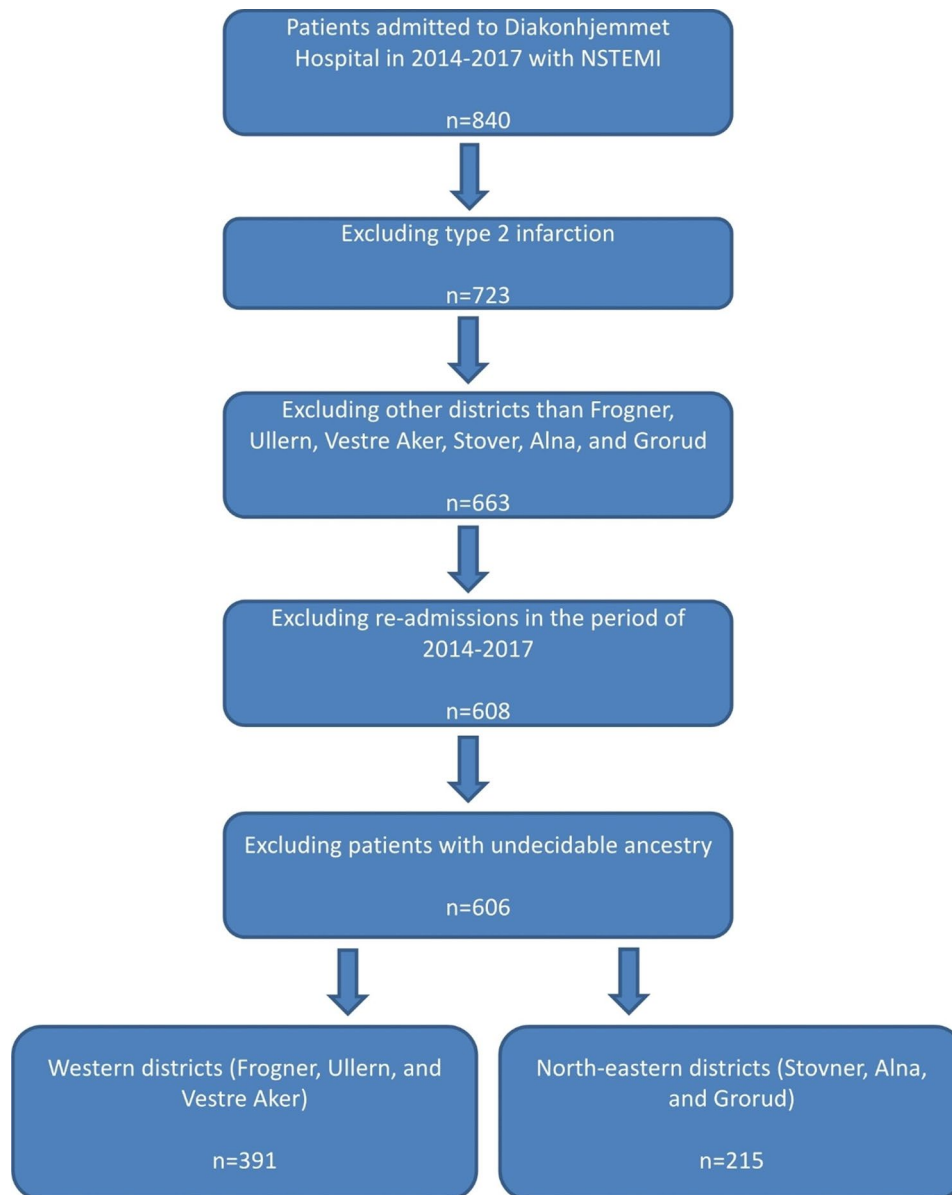 Patients admitted to Diakonhjemmet
Hospital in 2014-2017 with NSTEMI
n=840
Excluding type 2 infarction
n=723
Excluding other districts than Frogner,
Ullern, Vestre Aker, Stover, Alna, and Grorud
n=663
Excluding re-admissions in the period of
2014-2017
n=608
Excluding patients with undecidable ancestry
n=606
Western districts (Frogner, Ullern, and
Vestre Aker)
n=391
North-eastern districts (Stovner, Alna,
and Grorud)
n=215